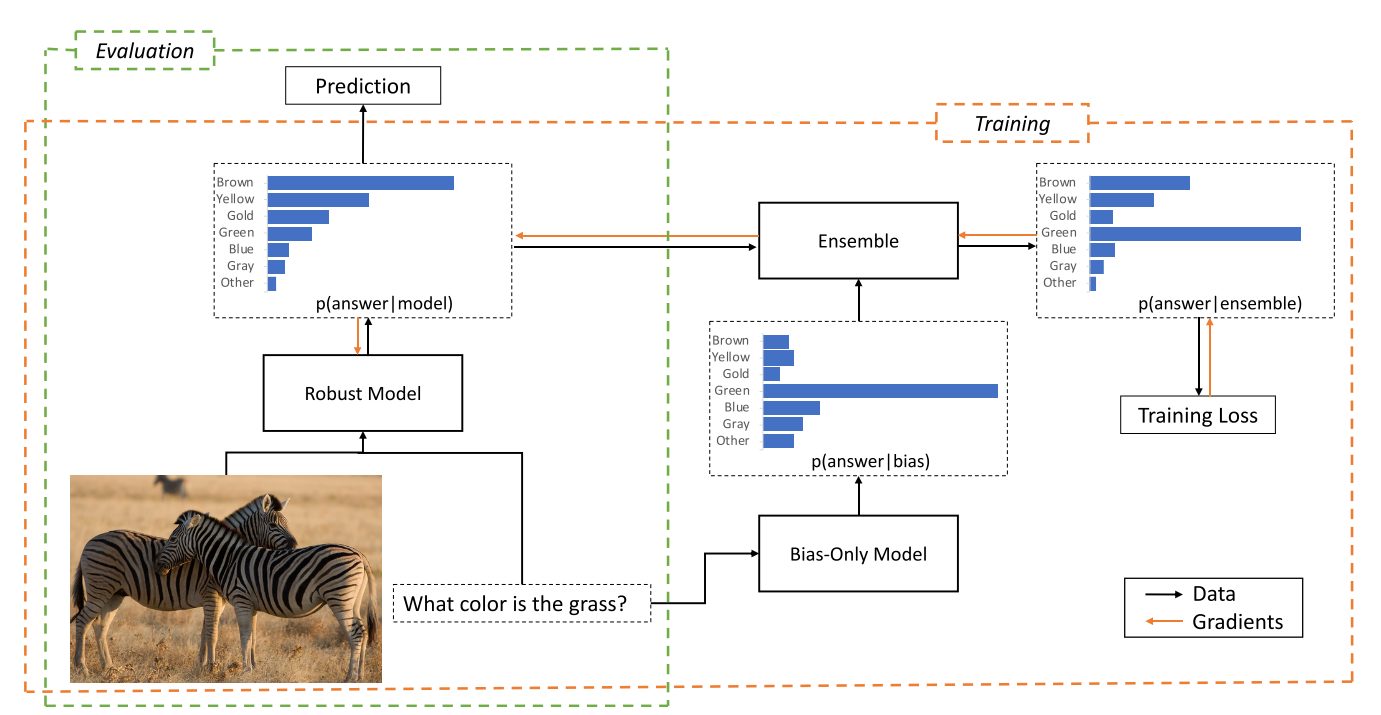 Evaluation
Prediction
Training
Brown
Yellow
Gold
Green
Blue
Gray
Other
p(answer|model)
Ensemble
Brown
Yellow
Gold
Green
Blue
Gray
Other
p(answer|ensemble)
Robust Model
Brown
Yellow
Gold
Green
Blue
Gray
Other
p(answer|bias)
Training Loss
Bias-Only Model
What color is the grass?
Data
Gradients